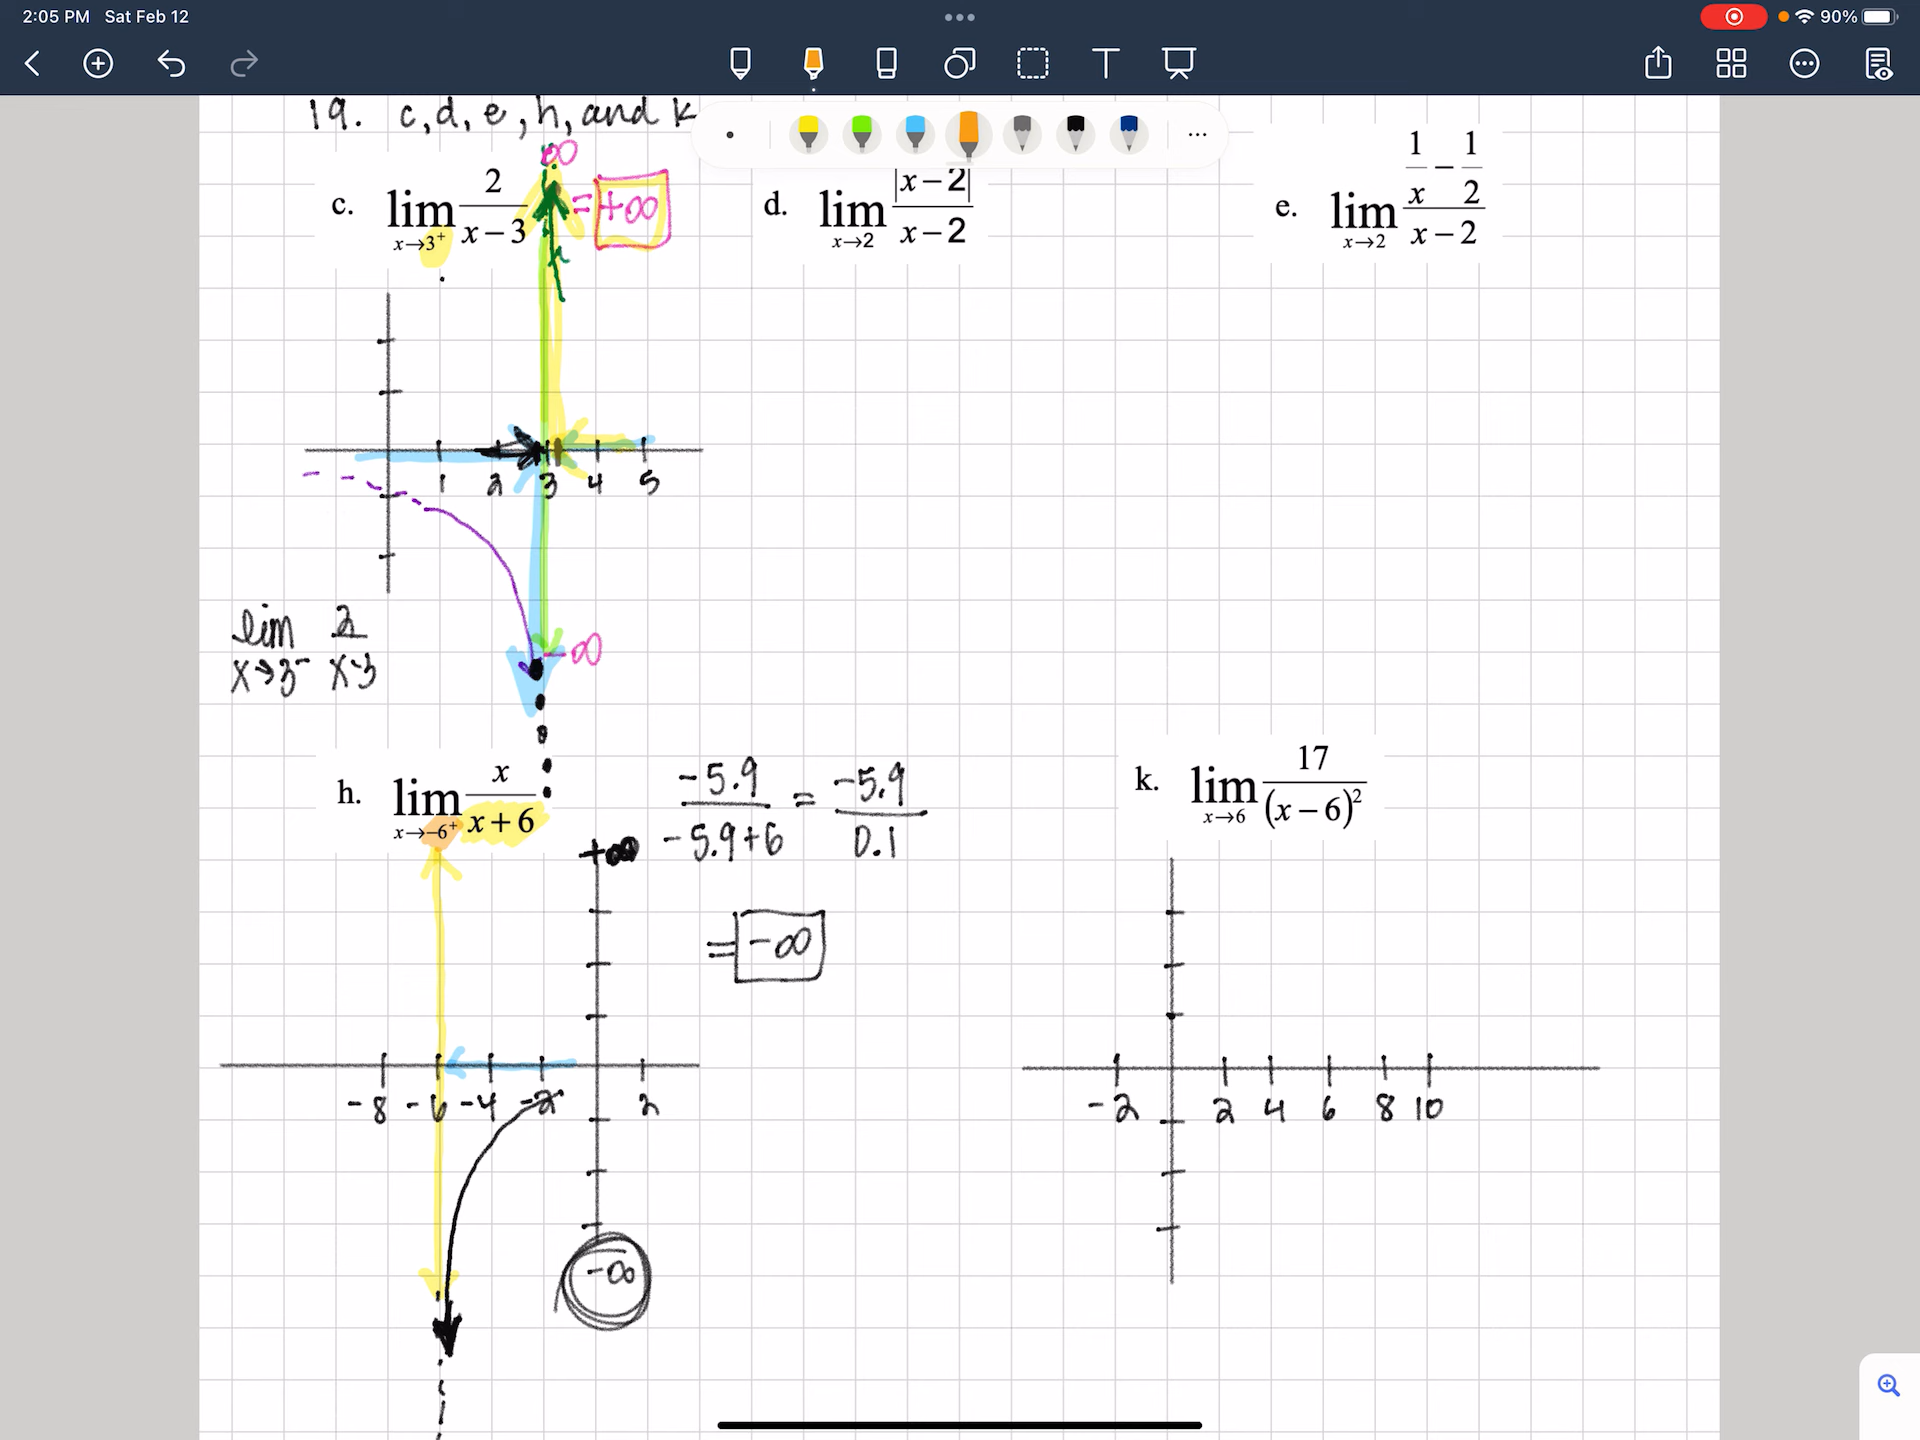 2:05 PM Sat Feb 12
90%
19. c, d, e, h, and k
c. lim x→3⁺ 2/(x − 3) = +∞
∞
d. lim x→2 |x − 2|/(x − 2)
e. lim x→2 (1/x − 1/2)/(x − 2)
1 2 3 4 5
lim x→3⁻ 2/(x-3)
-∞
h. lim x→−6⁺ x/(x + 6)
-5.9/(-5.9+6) = -5.9/0.1
= -∞
+∞
-8 -6 -4 -2 2
-∞
k. lim x→6 17/(x − 6)²
-2 2 4 6 8 10